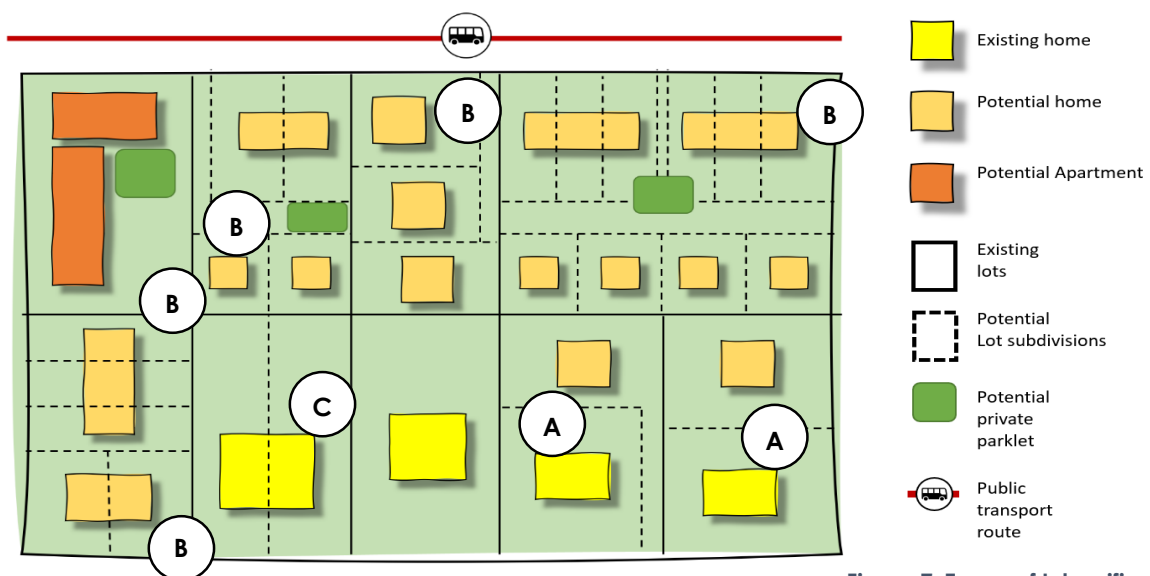 B
B
B
B
C
A
A
B
Existing home
Potential home
Potential Apartment
Existing
lots
Potential
Lot subdivisions
Potential
private
parklet
Public
transport
route